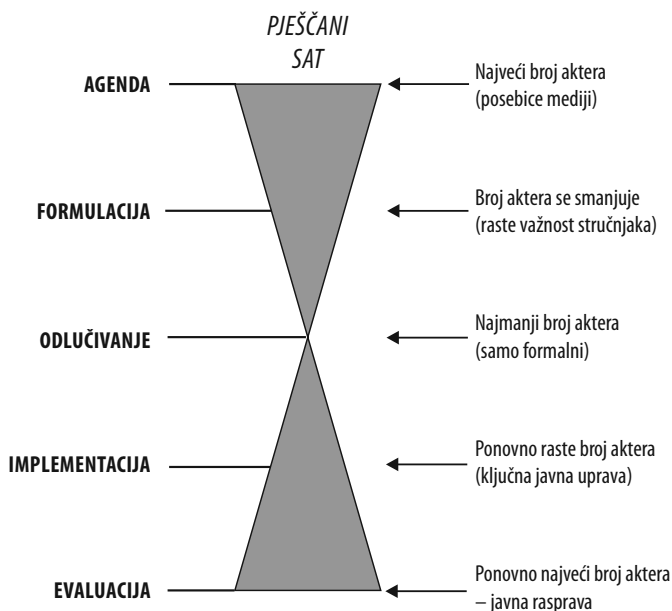 PJEŠČANI
SAT
AGENDA
Najveći broj aktera
(posebice mediji)
FORMULACIJA
Broj aktera se smanjuje
(raste važnost stručnjaka)
ODLUČIVANJE
Najmanji broj aktera
(samo formalni)
IMPLEMENTACIJA
Ponovno raste broj aktera
(ključna javna uprava)
EVALUACIJA
Ponovno najveći broj aktera
– javna rasprava